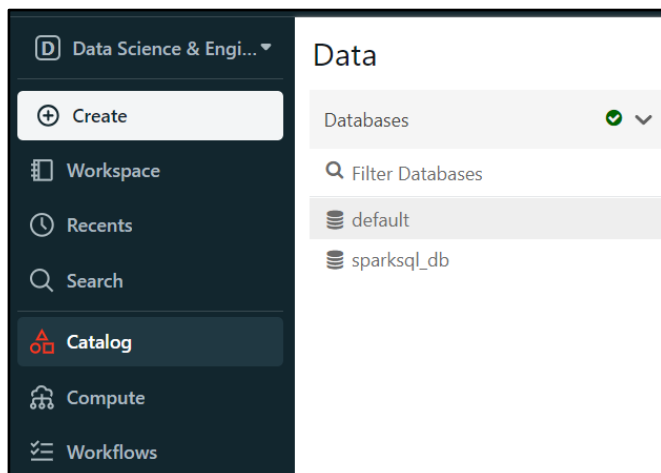 D Data Science & Engi...
Create
Workspace
Recents
Search
Catalog
Compute
Workflows
Data
Databases
Filter Databases
default
sparksql_db